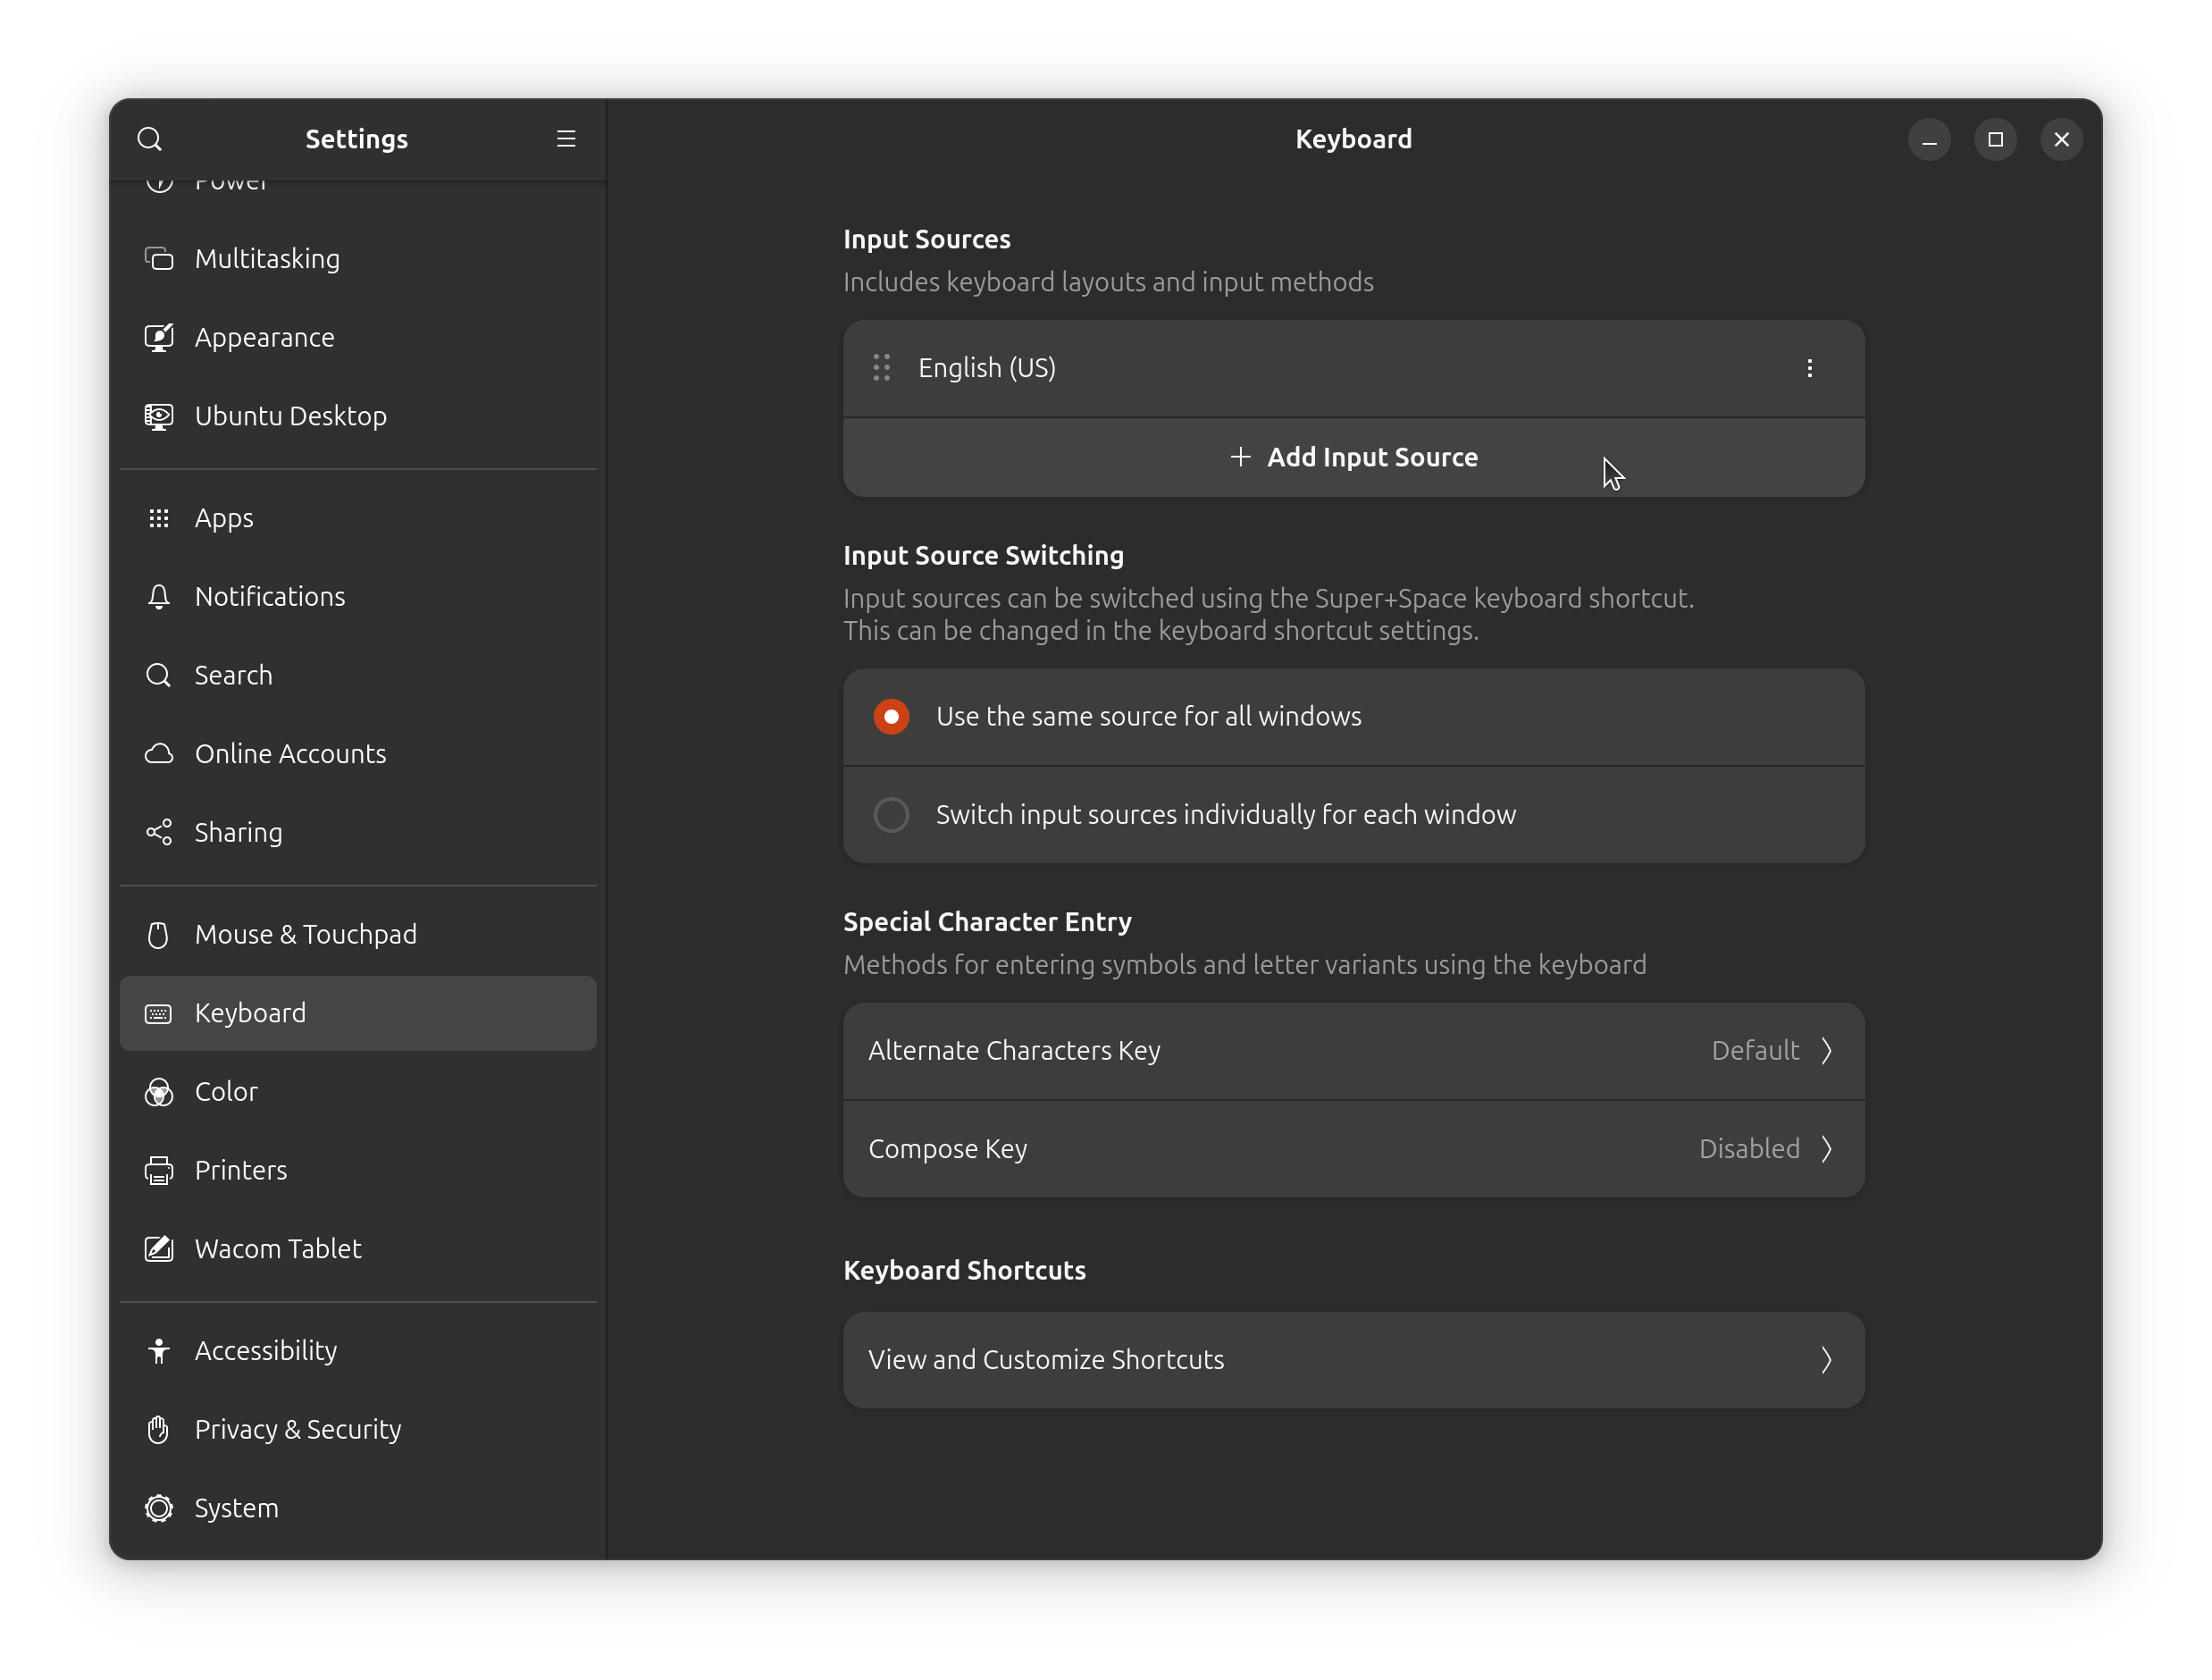 Settings
Power
Multitasking
Appearance
Ubuntu Desktop
Apps
Notifications
Search
Online Accounts
Sharing
Mouse & Touchpad
Keyboard
Color
Printers
Wacom Tablet
Accessibility
Privacy & Security
System
Keyboard
Input Sources
Includes keyboard layouts and input methods
English (US)
Add Input Source
Input Source Switching
Input sources can be switched using the Super+Space keyboard shortcut.
This can be changed in the keyboard shortcut settings.
Use the same source for all windows
Switch input sources individually for each window
Special Character Entry
Methods for entering symbols and letter variants using the keyboard
Alternate Characters Key Default
Compose Key Disabled
Keyboard Shortcuts
View and Customize Shortcuts